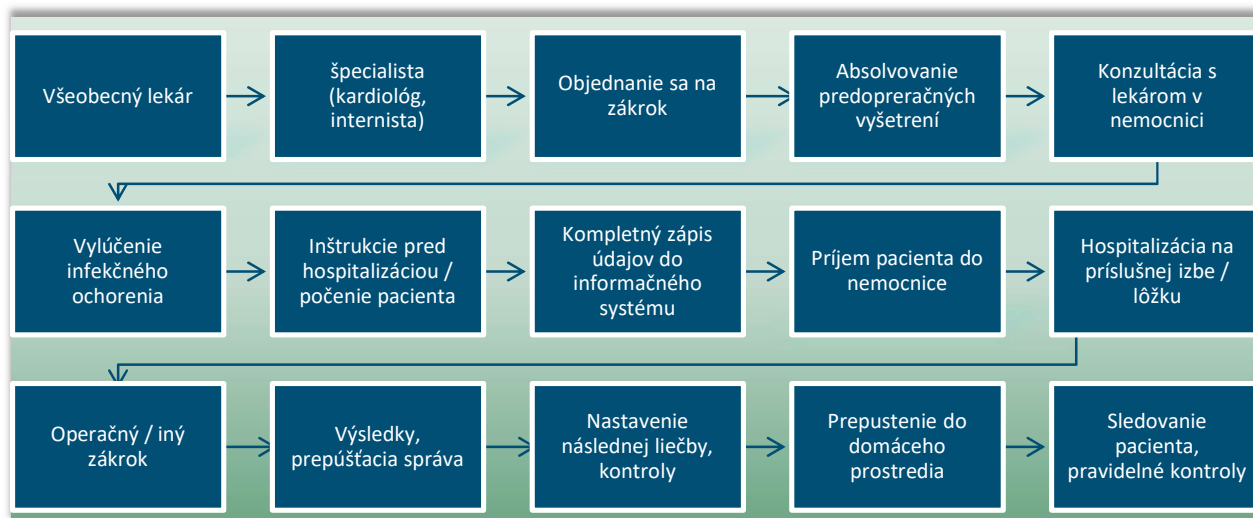 Všeobecný lekár
špecialista
(kardiológ,
internista)
Objednanie sa na
zákrok
Absolvovanie
predopreračných
vyšetrení
Konzultácia s
lekárom v
nemocnici
Vylúčenie
infekčného
ochorenia
Inštrukcie pred
hospitalizáciou /
počenie pacienta
Kompletný zápis
údajov do
informačného
systému
Príjem pacienta do
nemocnice
Hospitalizácia na
príslušnej izbe /
lôžku
Operačný / iný
zákrok
Výsledky,
prepúšťacia správa
Nastavenie
následnej liečby,
kontroly
Prepustenie do
domáceho
prostredia
Sledovanie
pacienta,
pravidelné kontroly